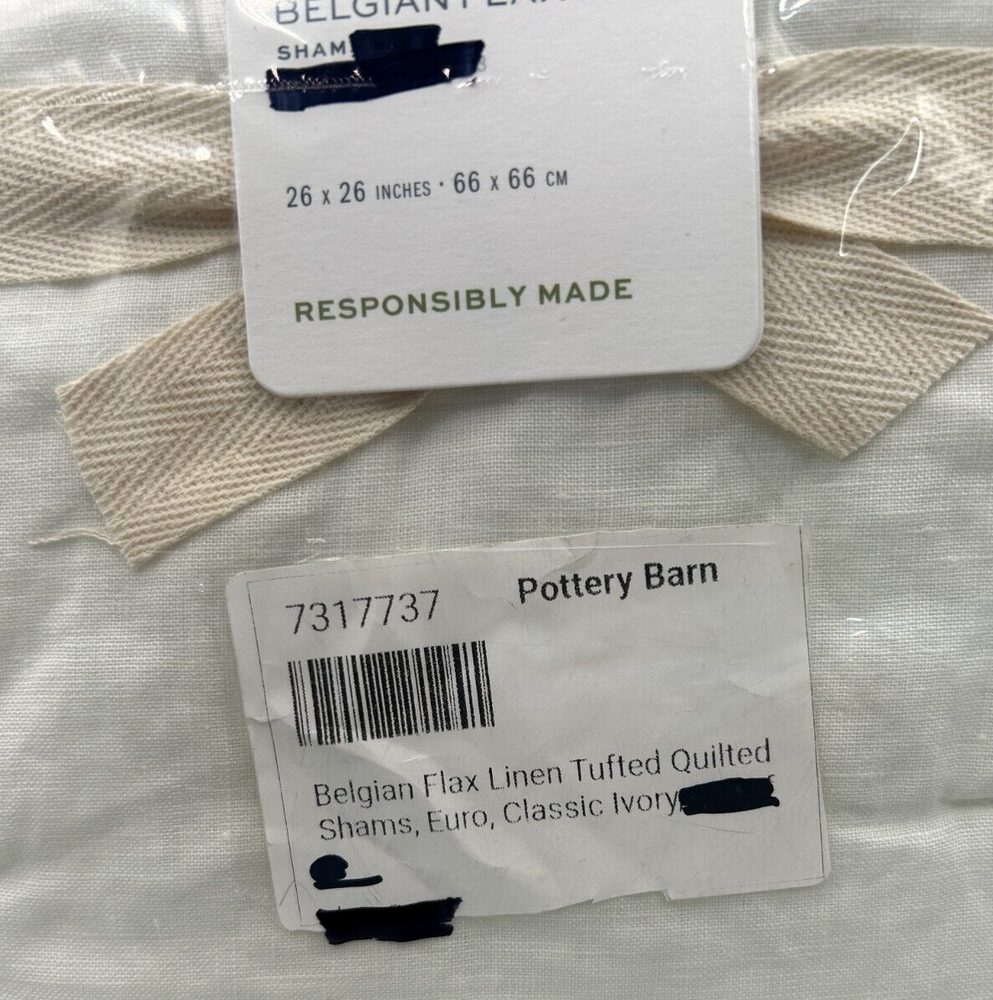 BELGIAN FLAX
SHAM
26 x 26 INCHES · 66 x 66 CM
RESPONSIBLY MADE
7317737
Pottery Barn
Belgian Flax Linen Tufted Quilted
Shams, Euro, Classic Ivory,